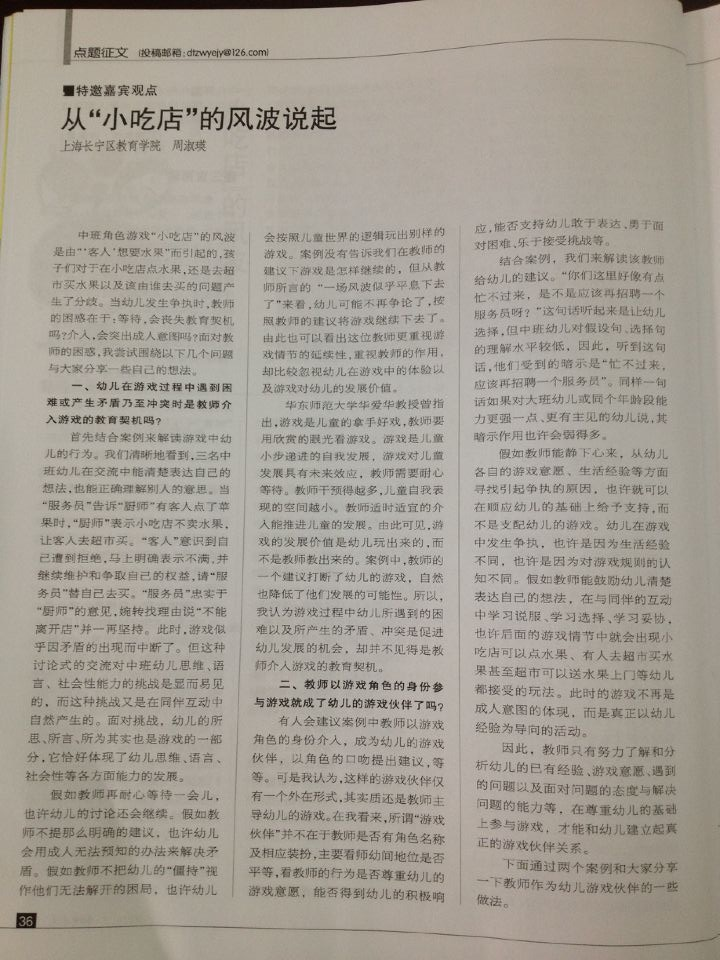 点题征文 (投稿邮箱:dtzwyejy@126.com)
■特邀嘉宾观点
从“小吃店”的风波说起
上海长宁区教育学院 周淑瑛
中班角色游戏“小吃店”的风波
是由“‘客人’想要水果”而引起的,孩
子们对于在小吃店点水果,还是去超
市买水果以及该由谁去买的问题产
生了分歧。当幼儿发生争执时,教师
的困惑在于:等待,会丧失教育契机
吗?介入,会突出成人意图吗?面对教
师的困惑,我尝试围绕以下几个问题
与大家分享一些自己的想法。
一、幼儿在游戏过程中遇到困
难或产生矛盾乃至冲突时是教师介
入游戏的教育契机吗?
首先结合案例来解读游戏中幼
儿的行为。我们清晰地看到,三名中
班幼儿在交流中能清楚表达自己的
想法,也能正确理解别人的意思。当
“服务员”告诉“厨师”有客人点了苹
果时,“厨师”表示小吃店不卖水果,
让客人去超市买。“客人”意识到自
己遭到拒绝,马上明确表示不满,并
继续维护和争取自己的权益,请“服
务员”替自己去买。“服务员”忠实于
“厨师”的意见,婉转找理由说“不能
离开店”并一再坚持。此时,游戏似
乎因矛盾的出现而中断了。但这种
讨论式的交流对中班幼儿思维、语
言、社会性能力的挑战是显而易见
的,而这种挑战又是在同伴互动中
自然产生的。面对挑战,幼儿的所
思、所言、所为其实也是游戏的一部
分,它恰好体现了幼儿思维、语言、
社会性等各方面能力的发展。
假如教师再耐心等待一会儿,
也许幼儿的讨论还会继续。假如教
师不提那么明确的建议,也许幼儿
会用成人无法预知的办法来解决矛
盾。假如教师不把幼儿的“僵持”视
作他们无法解开的困局,也许幼儿
会按照儿童世界的逻辑玩出别样的
游戏。案例没有告诉我们在教师的
建议下游戏是怎样继续的,但从教
师所言的“一场风波似乎平息下去
了”来看,幼儿可能不再争论了,按
照教师的建议将游戏继续下去了。
由此也可以看出这位教师更重视游
戏情节的延续性,重视教师的作用,
却比较忽视幼儿在游戏中的体验以
及游戏对幼儿的发展价值。
华东师范大学华爱华教授曾指
出,游戏是儿童的拿手好戏,教师要
用欣赏的眼光看游戏。游戏是儿童
小步递进的自我发展,游戏对儿童
发展具有未来效应,教师需要耐心
等待。教师干预得越多,儿童自我表
现的空间越小。教师适时适宜的介
入能推进儿童的发展。由此可见,游
戏的发展价值是幼儿玩出来的,而
不是教师教出来的。案例中,教师的
一个建议打断了幼儿的游戏,自然
也降低了他们发展的可能性。所以,
我认为游戏过程中幼儿所遇到的困
难以及所产生的矛盾、冲突是促进
幼儿发展的机会,却并不见得是教
师介入游戏的教育契机。
二、教师以游戏角色的身份参
与游戏就成了幼儿的游戏伙伴了吗?
有人会建议案例中教师以游戏
角色的身份介入,成为幼儿的游戏
伙伴,以角色的口吻提出建议,等
等。可是我认为,这样的游戏伙伴仅
有一个外在形式,其实质还是教师主
导幼儿的游戏。在我看来,所谓“游戏
伙伴”并不在于教师是否有角色名称
及相应装扮,主要看师幼间地位是否
平等,看教师的行为是否尊重幼儿的
游戏意愿,能否得到幼儿的积极响
应,能否支持幼儿敢于表达、勇于面
对困难、乐于接受挑战等。
结合案例,我们来解读该教师
给幼儿的建议。“你们这里好像有点
忙不过来,是不是应该再招聘一个
服务员呀?”这句话听起来是让幼儿
选择,但中班幼儿对假设句、选择句
的理解水平较低,因此,听到这句
话,他们受到的暗示是“忙不过来,
应该再招聘一个服务员”。同样一句
话如果对大班幼儿或同个年龄段能
力更强一点、更有主见的幼儿说,其
暗示作用也许会弱得多。
假如教师能静下心来,从幼儿
各自的游戏意愿、生活经验等方面
寻找引起争执的原因,也许就可以
在顺应幼儿的基础上给予支持,而
不是支配幼儿的游戏。幼儿在游戏
中发生争执,也许是因为生活经验
不同,也许是因为对游戏规则的认
知不同。假如教师能鼓励幼儿清楚
表达自己的想法,在与同伴的互动
中学习说服、学习选择、学习妥协,
也许后面的游戏情节中就会出现小
吃店可以点水果、有人去超市买水
果甚至超市可以送水果上门等幼儿
都接受的玩法。此时的游戏不再是
成人意图的体现,而是真正以幼儿
经验为导向的活动。
因此,教师只有努力了解和分
析幼儿的已有经验、游戏意愿、遇到
的问题以及面对问题的态度与解决
问题的能力等,在尊重幼儿的基础
上参与游戏,才能和幼儿建立起真
正的游戏伙伴关系。
下面通过两个案例和大家分享
一下教师作为幼儿游戏伙伴的一些
做法。
36